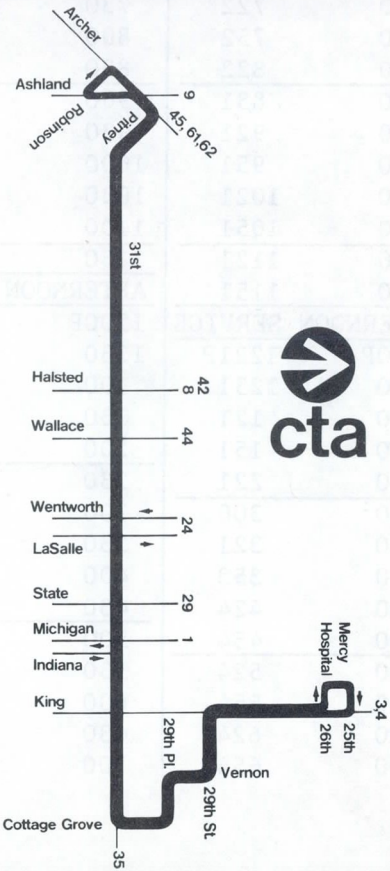 Archer
Ashland
9
Robinson
Pitney
45, 61, 62
31st
cta
Halsted
8
42
Wallace
44
Wentworth
24
LaSalle
State
29
Michigan
1
Indiana
Mercy
Hospital
25th
26th
3,4
King
29th Pl.
29th St.
Vernon
Cottage Grove
35